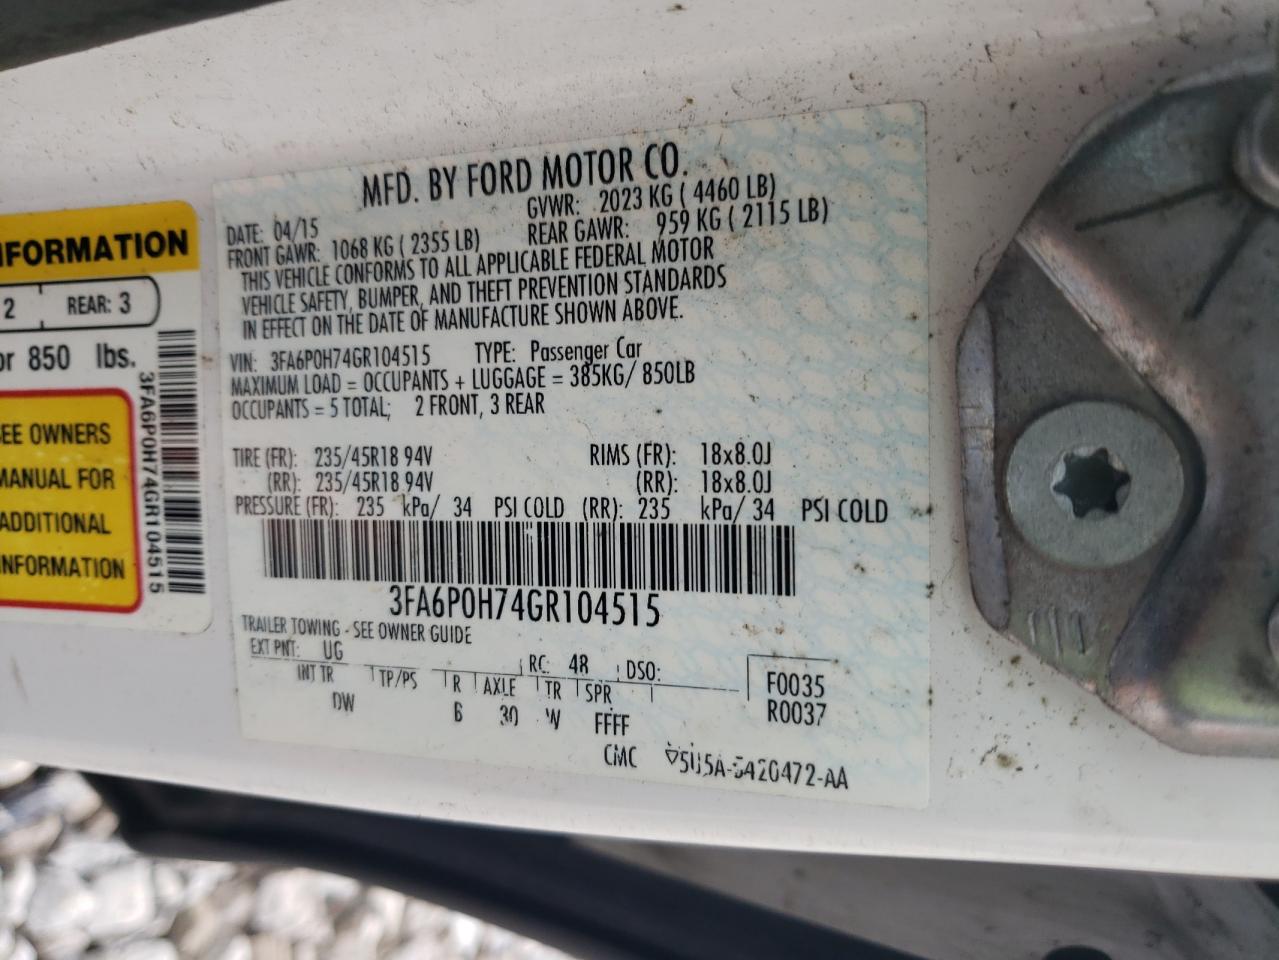 MFD. BY FORD MOTOR CO.
DATE: 04/15 GVWR: 2023 KG ( 4460 LB)
FRONT GAWR: 1068 KG ( 2355 LB) REAR GAWR: 959 KG ( 2115 LB)
THIS VEHICLE CONFORMS TO ALL APPLICABLE FEDERAL MOTOR
VEHICLE SAFETY, BUMPER, AND THEFT PREVENTION STANDARDS
IN EFFECT ON THE DATE OF MANUFACTURE SHOWN ABOVE.
VIN: 3FA6P0H74GR104515 TYPE: Passenger Car
MAXIMUM LOAD = OCCUPANTS + LUGGAGE = 385KG/ 850LB
OCCUPANTS = 5 TOTAL; 2 FRONT, 3 REAR
TIRE (FR): 235/45R18 94V RIMS (FR): 18x8.0J
(RR): 235/45R18 94V (RR): 18x8.0J
PRESSURE (FR): 235 kPa/ 34 PSI COLD (RR): 235 kPa/ 34 PSI COLD
3FA6P0H74GR104515
TRAILER TOWING - SEE OWNER GUIDE
EXT PNT: UG RC: 48 DSO:
INT TR TP/PS R AXLE TR SPR F0035
DW 6 30 W FFFF R0037
CMC
NFORMATION
2 REAR: 3
or 850 lbs.
SEE OWNERS
MANUAL FOR
ADDITIONAL
INFORMATION
3FA6P0H74GR104515